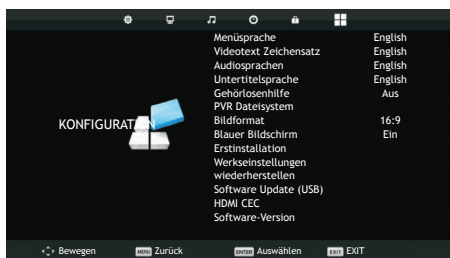 Menüsprache English
Videotext Zeichensatz English
Audiosprachen English
Untertitelsprache English
Gehörlosenhilfe Aus
PVR Dateisystem
Bildformat 16:9
Blauer Bildschirm Ein
Erstinstallation
Werkseinstellungen
wiederherstellen
Software Update (USB)
HDMI CEC
Software-Version
KONFIGURATION
Bewegen MENU Zurück ENTER Auswählen EXIT EXIT